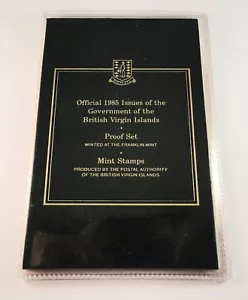 Official 1985 Issues of the
Government of the
British Virgin Islands
Proof Set
MINTED AT THE FRANKLIN MINT
Mint Stamps
PRODUCED BY THE POSTAL AUTHORITY
OF THE BRITISH VIRGIN ISLANDS